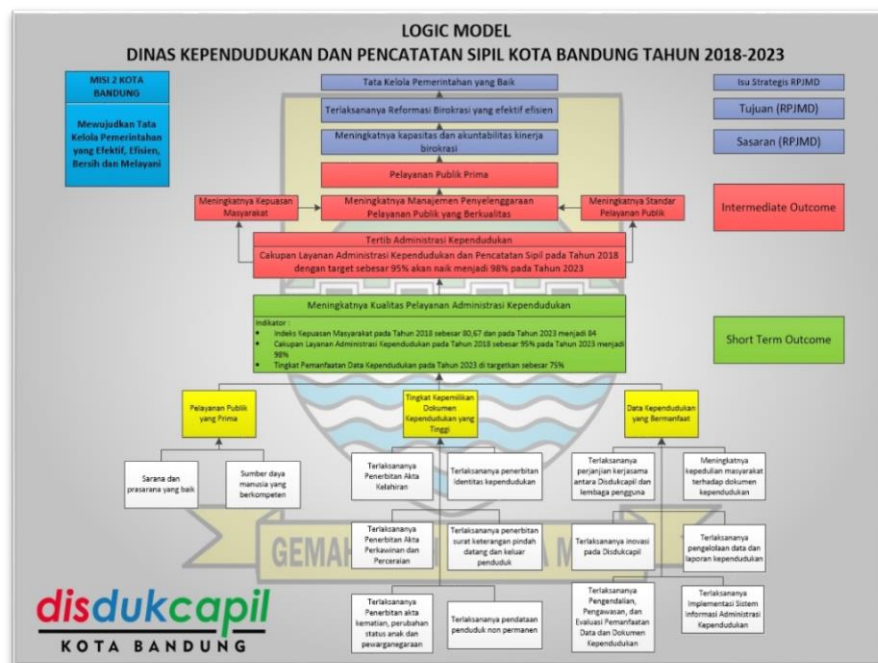 LOGIC MODEL
DINAS KEPENDUDUKAN DAN PENCATATAN SIPIL KOTA BANDUNG TAHUN 2018-2023
MISI 2 KOTA
BANDUNG
Mewujudkan Tata
Kelola Pemerintahan
yang Efektif, Efisien,
Bersih dan Melayani
Tata Kelola Pemerintahan yang Baik
Isu Strategis RPJMD
Terlaksananya Reformasi Birokrasi yang efektif efisien
Tujuan (RPJMD)
Meningkatnya kapasitas dan akuntabilitas kinerja
birokrasi
Sasaran (RPJMD)
Pelayanan Publik Prima
Meningkatnya Kepuasan
Masyarakat
Meningkatnya Manajemen Penyelenggaraan
Pelayanan Publik yang Berkualitas
Meningkatnya Standar
Pelayanan Publik
Intermediate Outcome
Tertib Administrasi Kependudukan
Cakupan Layanan Administrasi Kependudukan dan Pencatatan Sipil pada Tahun 2018
dengan target sebesar 95% akan naik menjadi 98% pada Tahun 2023
Meningkatnya Kualitas Pelayanan Administrasi Kependudukan
Indikator :
• Indeks Kepuasan Masyarakat pada Tahun 2018 sebesar 80,67 dan pada Tahun 2023 menjadi 84
• Cakupan Layanan Administrasi Kependudukan pada Tahun 2018 sebesar 95% pada Tahun 2023 menjadi
98%
• Tingkat Pemanfaatan Data Kependudukan pada Tahun 2023 di targetkan sebesar 75%
Short Term Outcome
Pelayanan Publik
yang Prima
Tingkat Kepemilikan
Dokumen
Kependudukan yang
Tinggi
Data Kependudukan
yang Bermanfaat
Sarana dan
prasarana yang baik
Sumber daya
manusia yang
berkompeten
Terlaksananya
Penerbitan Akta
Kelahiran
Terlaksananya penerbitan
identitas kependudukan
Terlaksananya
perjanjian kerjasama
antara Disdukcapil dan
lembaga pengguna
Meningkatnya
kepedulian masyarakat
terhadap dokumen
kependudukan
Terlaksananya
Penerbitan Akta
Perkawinan dan
Perceraian
Terlaksananya penerbitan
surat keterangan pindah
datang dan keluar
penduduk
Terlaksananya inovasi
pada Disdukcapil
Terlaksananya
pengelolaan data dan
laporan kependudukan
Terlaksananya
Penerbitan akta
kematian, perubahan
status anak dan
pewarganegaraan
Terlaksananya pendataan
penduduk non permanen
Terlaksananya
Pengendalian,
Pengawasan, dan
Evaluasi Pemanfaatan
Data dan Dokumen
Kependudukan
Terlaksananya
Implementasi Sistem
Informasi Administrasi
Kependudukan
GEMAH
disdukcapil
KOTA BANDUNG